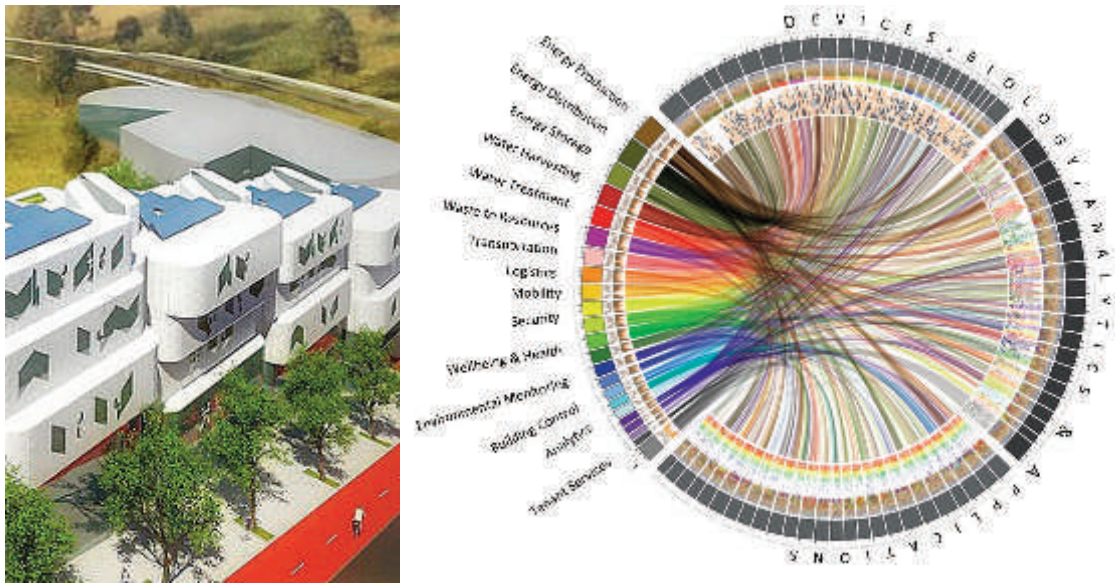 Energy Production
Energy Distribution
Energy Storage
Water Harvesting
Water Treatment
Waste to Resources
Transportation
Logistics
Mobility
Security
Wellbeing & Health
Environmental Monitoring
Building Control
Analytics
Tenant Services
DEVICES+BIOLOGY/ANALYTICS & APPLICATIONS